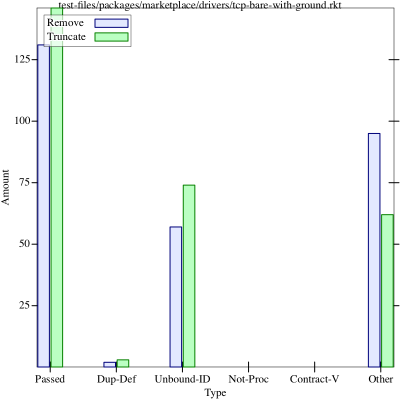 test-files/packages/marketplace/drivers/tcp-bare-with-ground.rkt
Remove
Truncate
125
100
75
50
25
Amount
Passed Dup-Def Unbound-ID Not-Proc Contract-V Other
Type